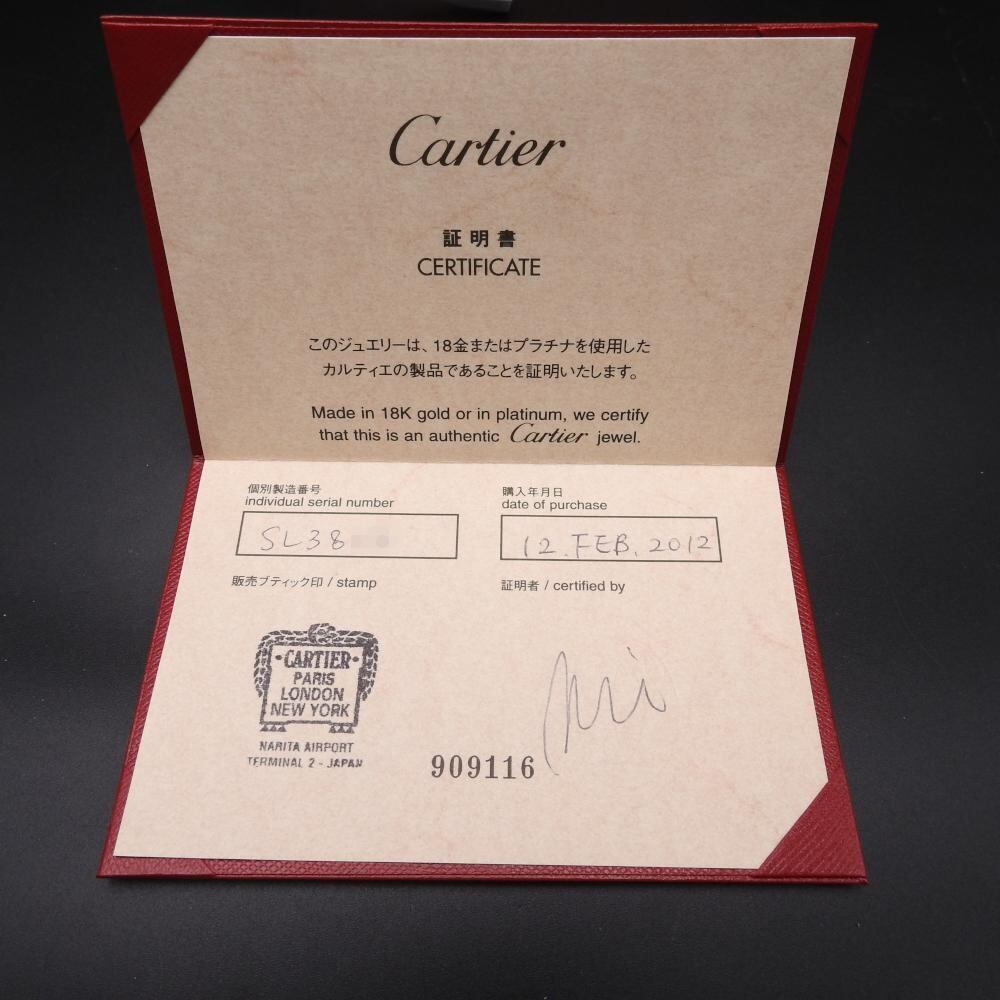 Cartier
証明書
CERTIFICATE
このジュエリーは、18金またはプラチナを使用した
カルティエの製品であることを証明いたします。
Made in 18K gold or in platinum, we certify
that this is an authentic Cartier jewel.
個別製造番号
individual serial number
SL38
購入年月日
date of purchase
12. FEB. 2012
販売ブティック印 / stamp
証明者 / certified by
·CARTIER·
PARIS
LONDON
NEW YORK
NARITA AIRPORT
TERMINAL 2 - JAPAN
909116